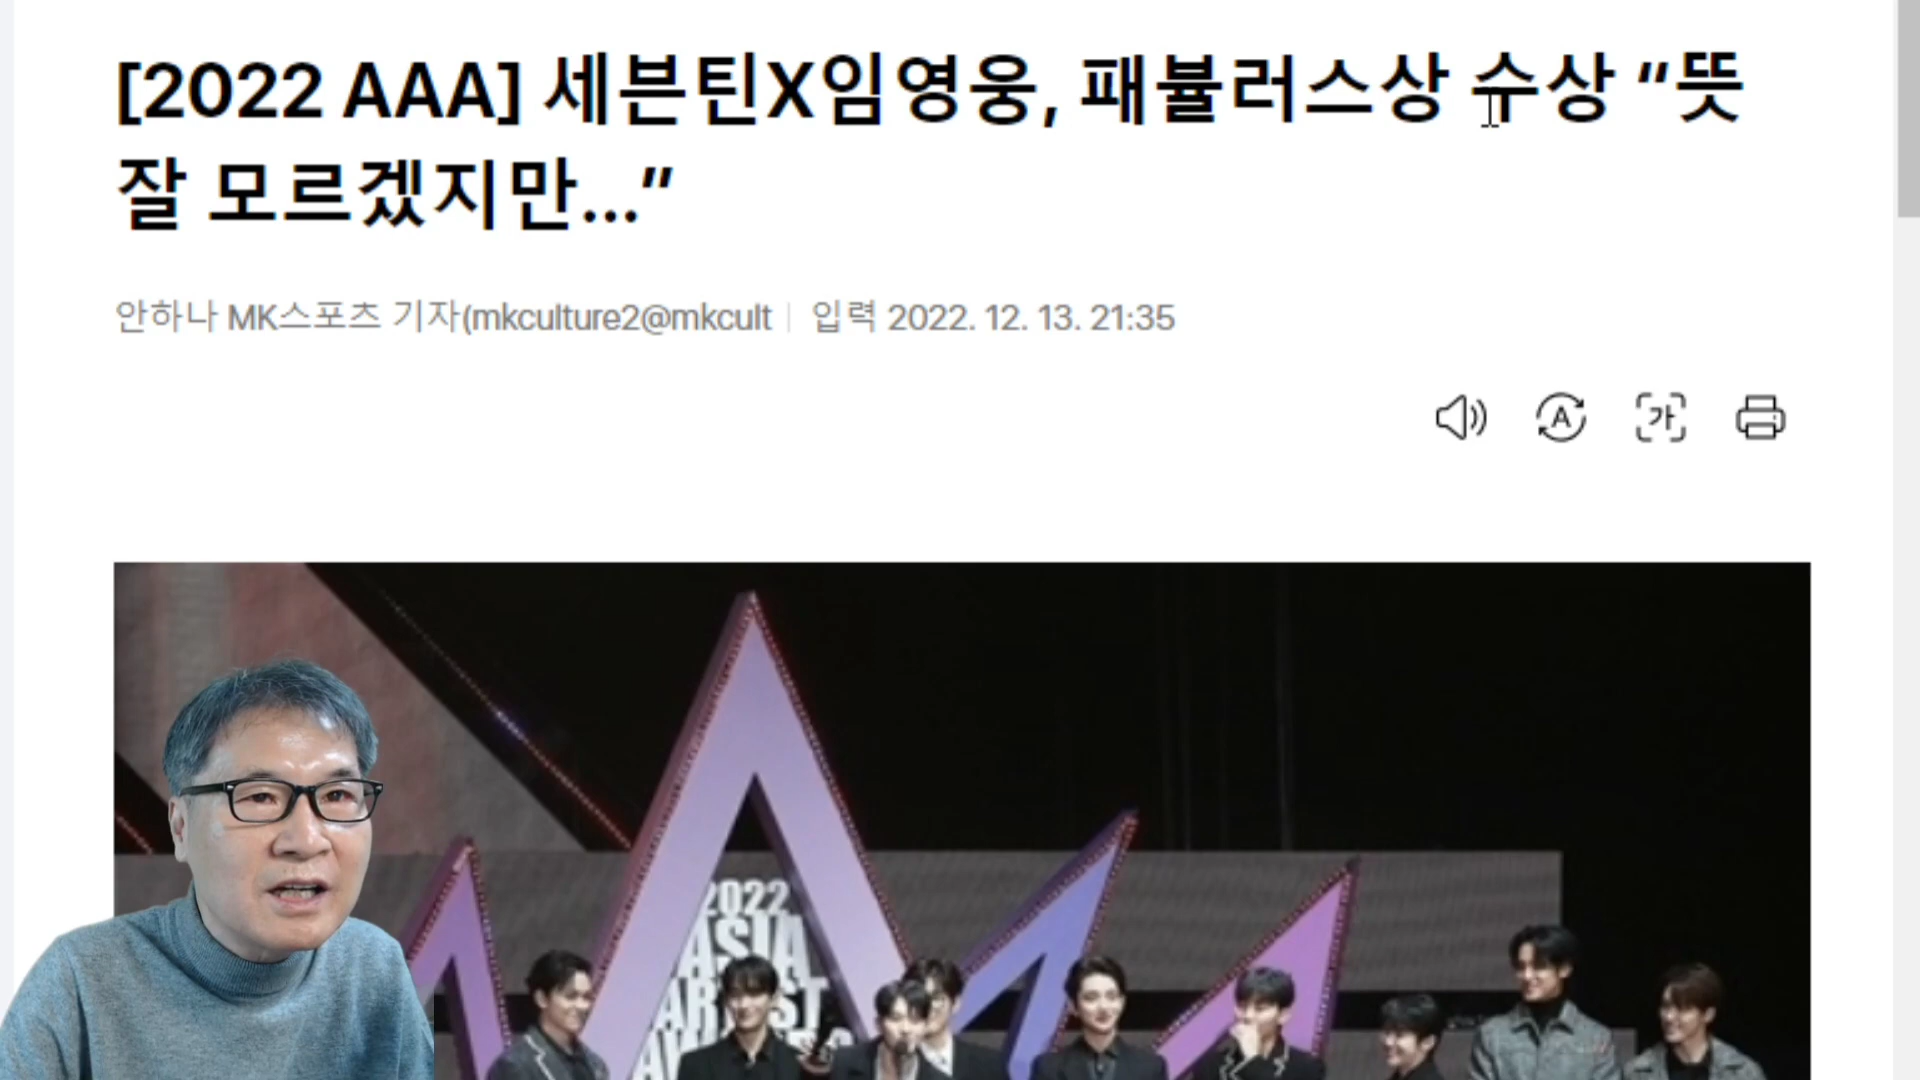 [2022 AAA] 세븐틴X임영웅, 패뷸러스상 수상 “뜻
잘 모르겠지만…”
안하나 MK스포츠 기자(mkculture2@mkcult
입력 2022. 12. 13. 21:35
A
가
2022
ASIA
ARTIST